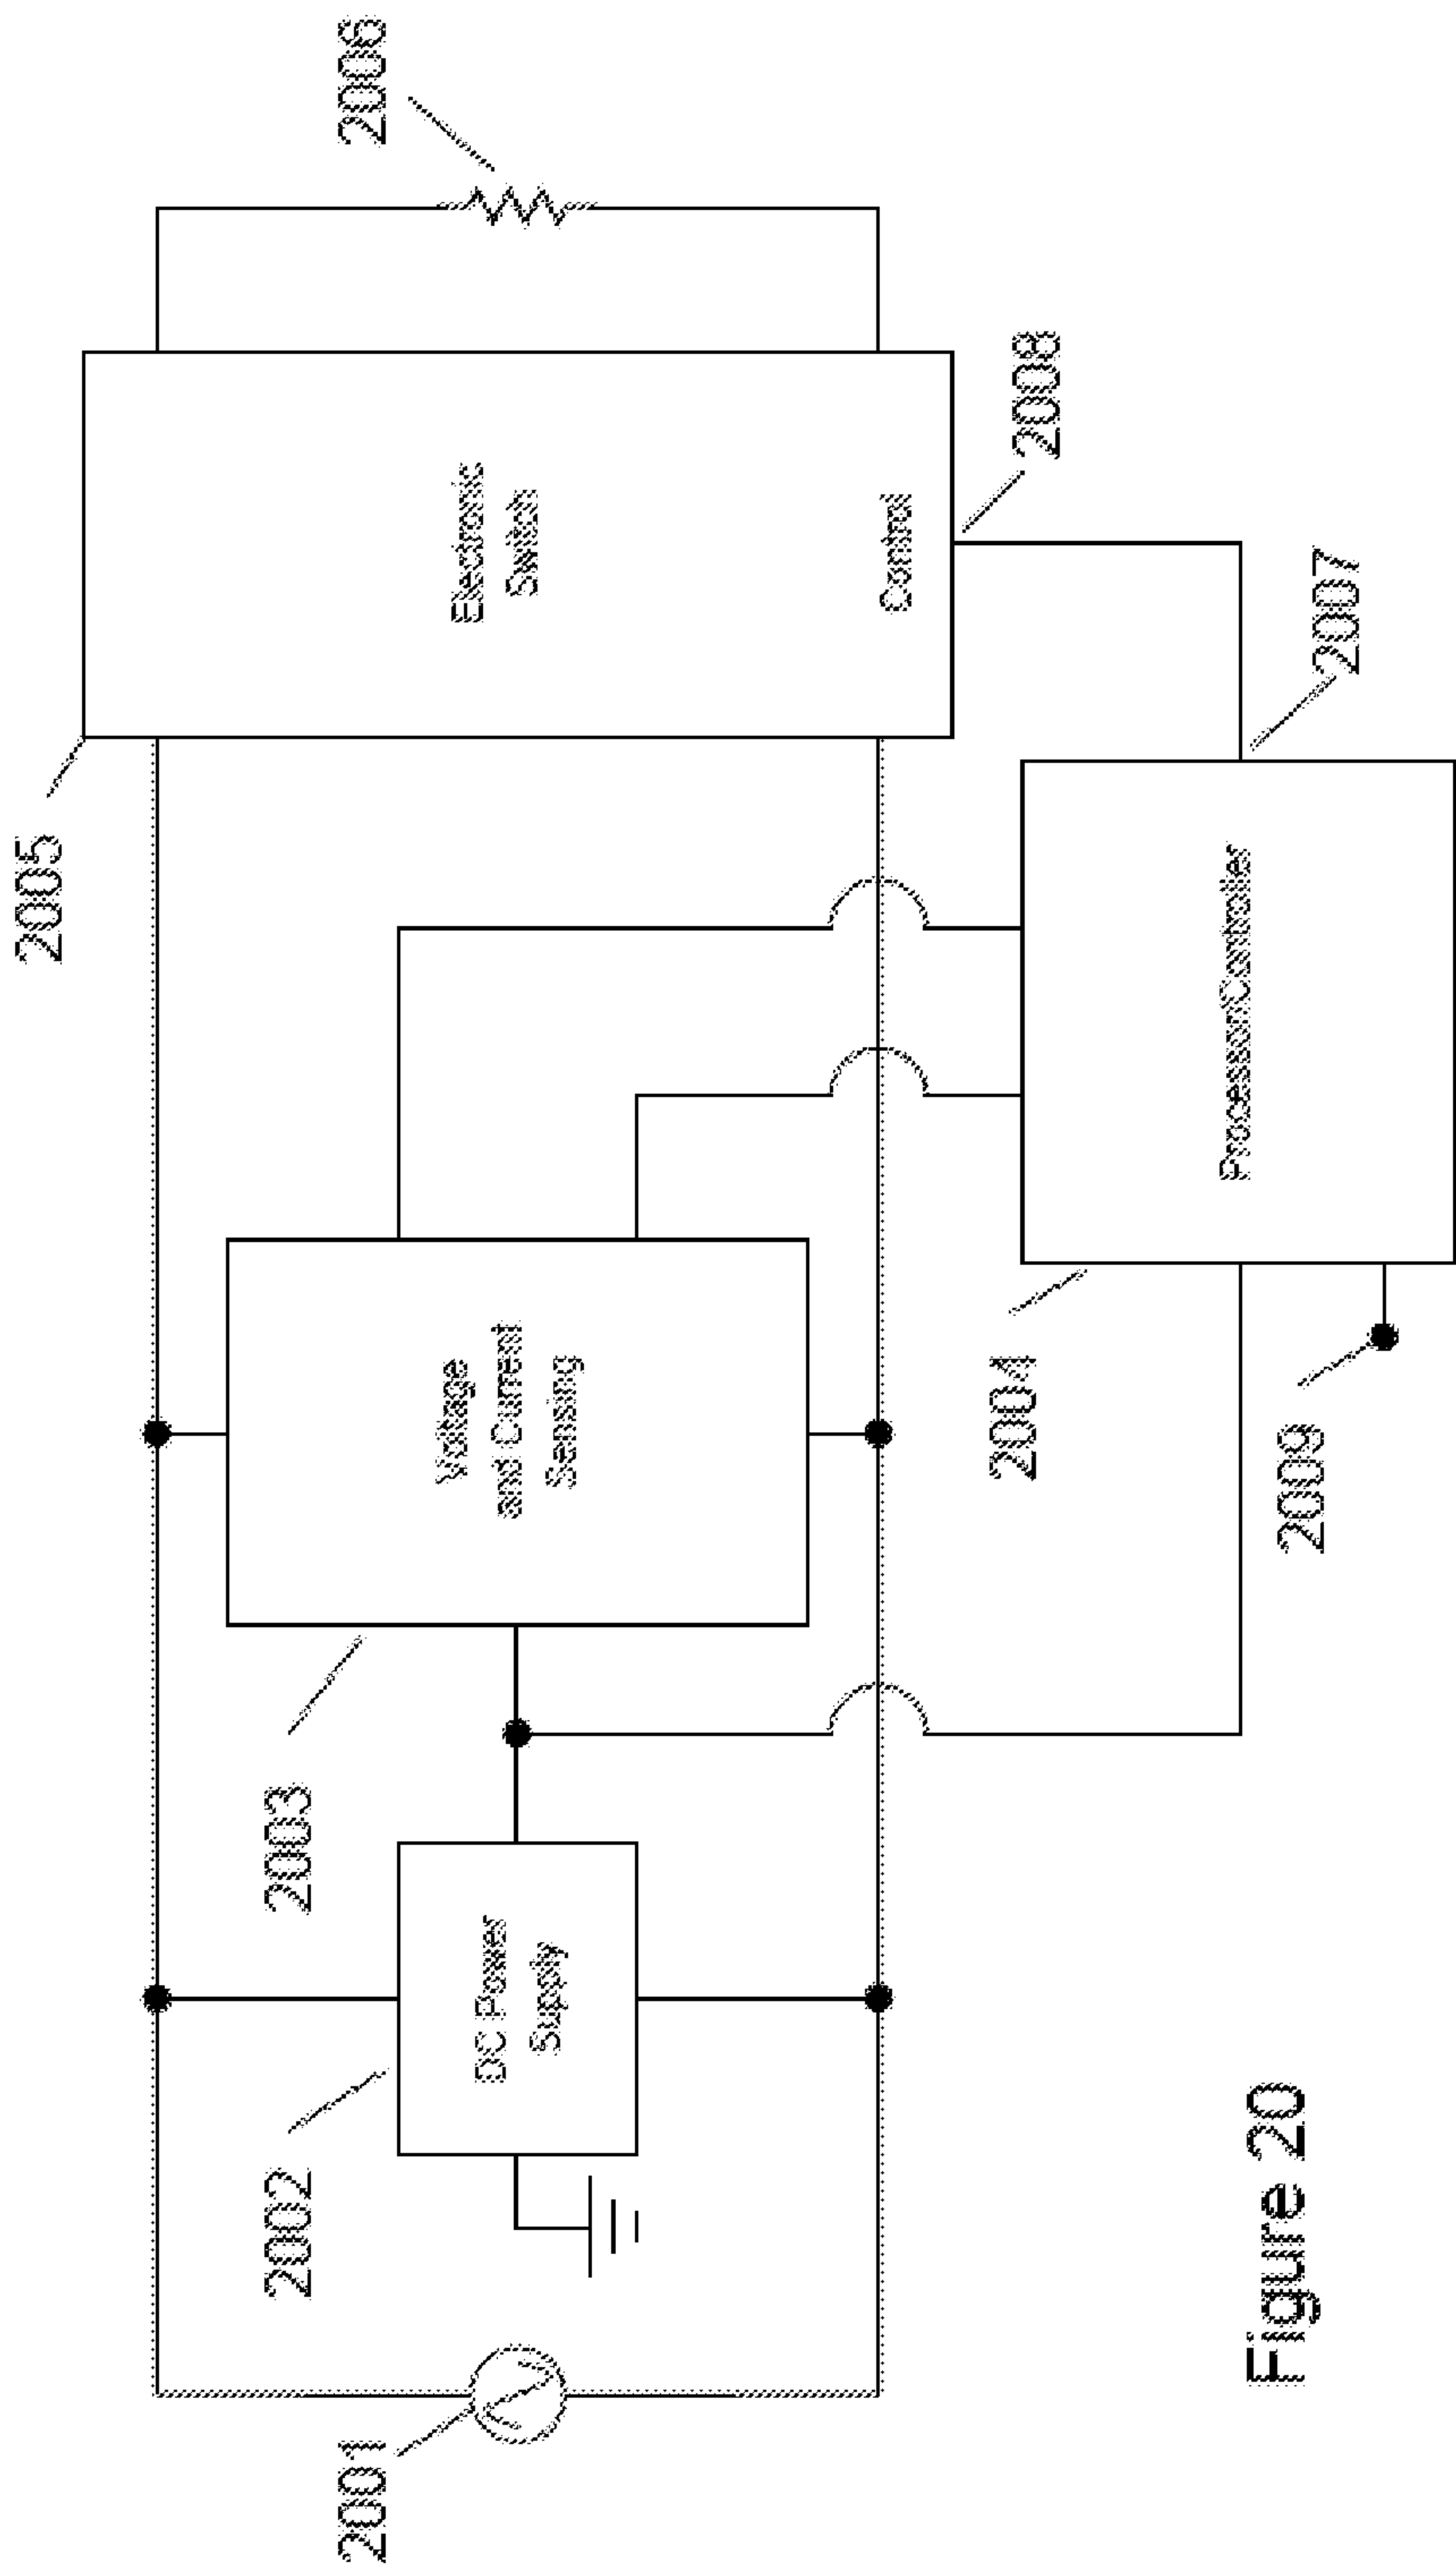 2005
2006
Electronic
Switch
Control
2008
2003
Voltage
and Current
Sensing
2007
2002
DC Power
Supply
2004
Processor/Controller
2001
2009
Figure 20